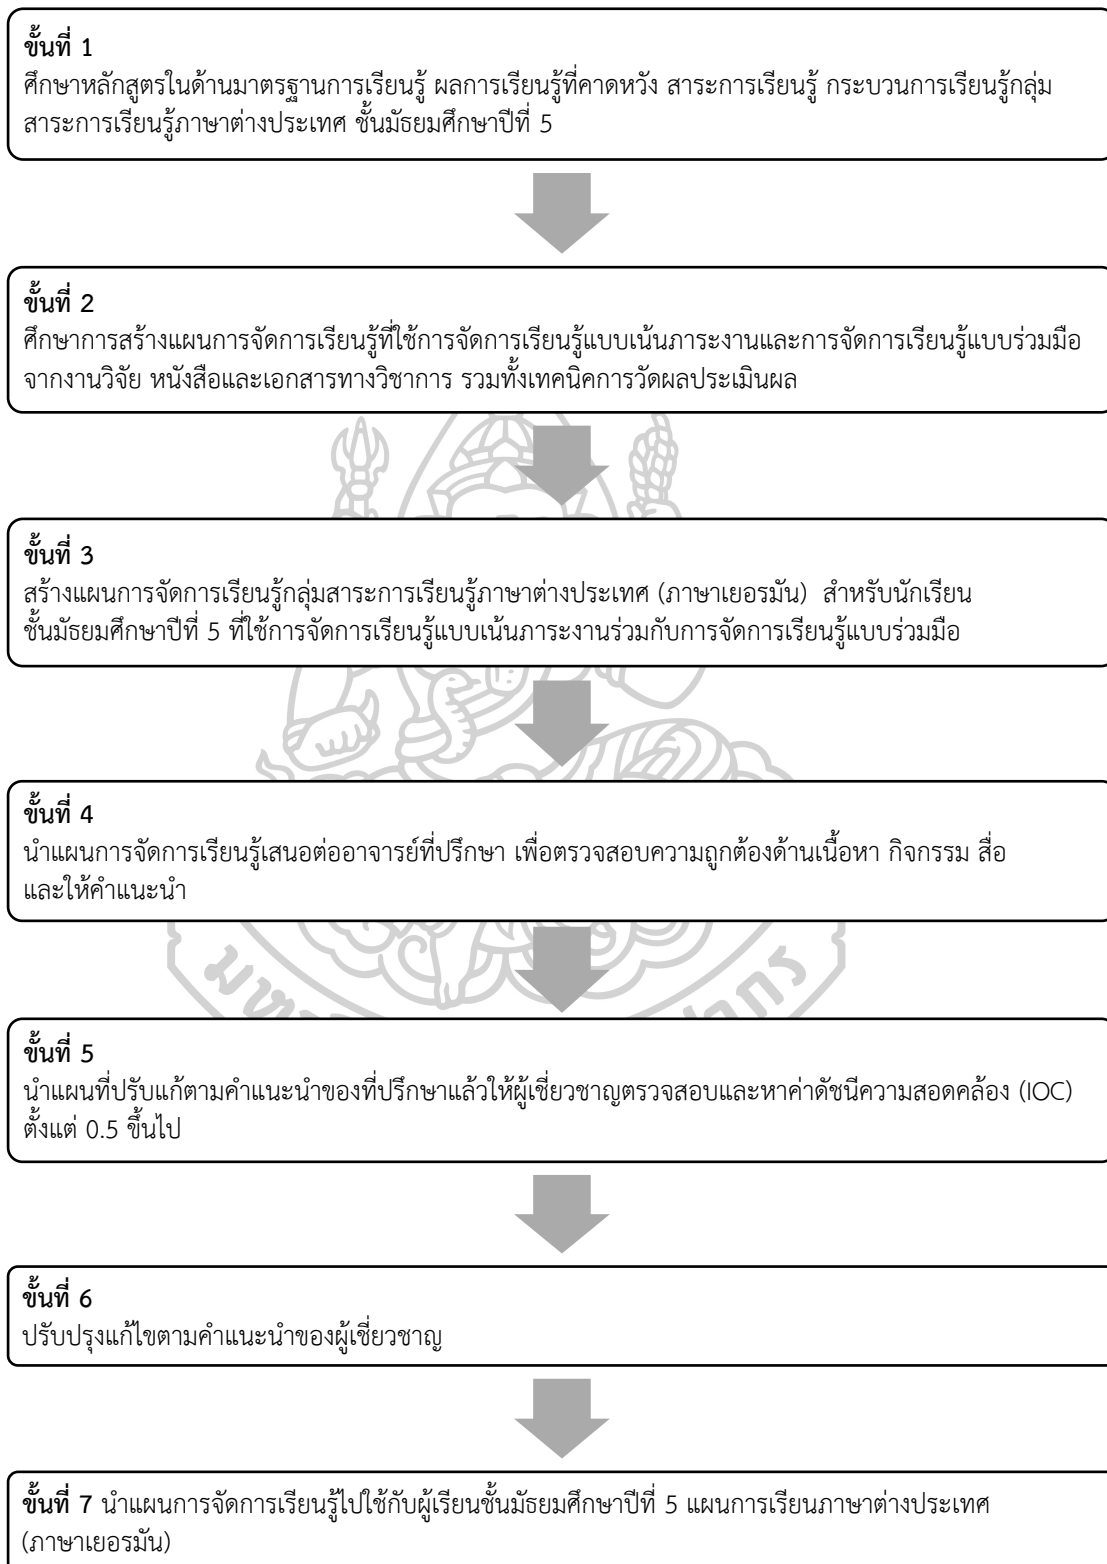 ขั้นที่ 1
ศึกษาหลักสูตรในด้านมาตรฐานการเรียนรู้ ผลการเรียนรู้ที่คาดหวัง สาระการเรียนรู้ กระบวนการเรียนรู้กลุ่ม
สาระการเรียนรู้ภาษาต่างประเทศ ชั้นมัธยมศึกษาปีที่ 5
ขั้นที่ 2
ศึกษาการสร้างแผนการจัดการเรียนรู้ที่ใช้การจัดการเรียนรู้แบบเน้นภาระงานและการจัดการเรียนรู้แบบร่วมมือ
จากงานวิจัย หนังสือและเอกสารทางวิชาการ รวมทั้งเทคนิคการวัดผลประเมินผล
ขั้นที่ 3
สร้างแผนการจัดการเรียนรู้กลุ่มสาระการเรียนรู้ภาษาต่างประเทศ (ภาษาเยอรมัน) สำหรับนักเรียน
ชั้นมัธยมศึกษาปีที่ 5 ที่ใช้การจัดการเรียนรู้แบบเน้นภาระงานร่วมกับการจัดการเรียนรู้แบบร่วมมือ
ขั้นที่ 4
นำแผนการจัดการเรียนรู้เสนอต่ออาจารย์ที่ปรึกษา เพื่อตรวจสอบความถูกต้องด้านเนื้อหา กิจกรรม สื่อ
และให้คำแนะนำ
ขั้นที่ 5
นำแผนที่ปรับแก้ตามคำแนะนำของที่ปรึกษาแล้วให้ผู้เชี่ยวชาญตรวจสอบและหาค่าดัชนีความสอดคล้อง (IOC)
ตั้งแต่ 0.5 ขึ้นไป
ขั้นที่ 6
ปรับปรุงแก้ไขตามคำแนะนำของผู้เชี่ยวชาญ
ขั้นที่ 7 นำแผนการจัดการเรียนรู้ไปใช้กับผู้เรียนชั้นมัธยมศึกษาปีที่ 5 แผนการเรียนภาษาต่างประเทศ
(ภาษาเยอรมัน)